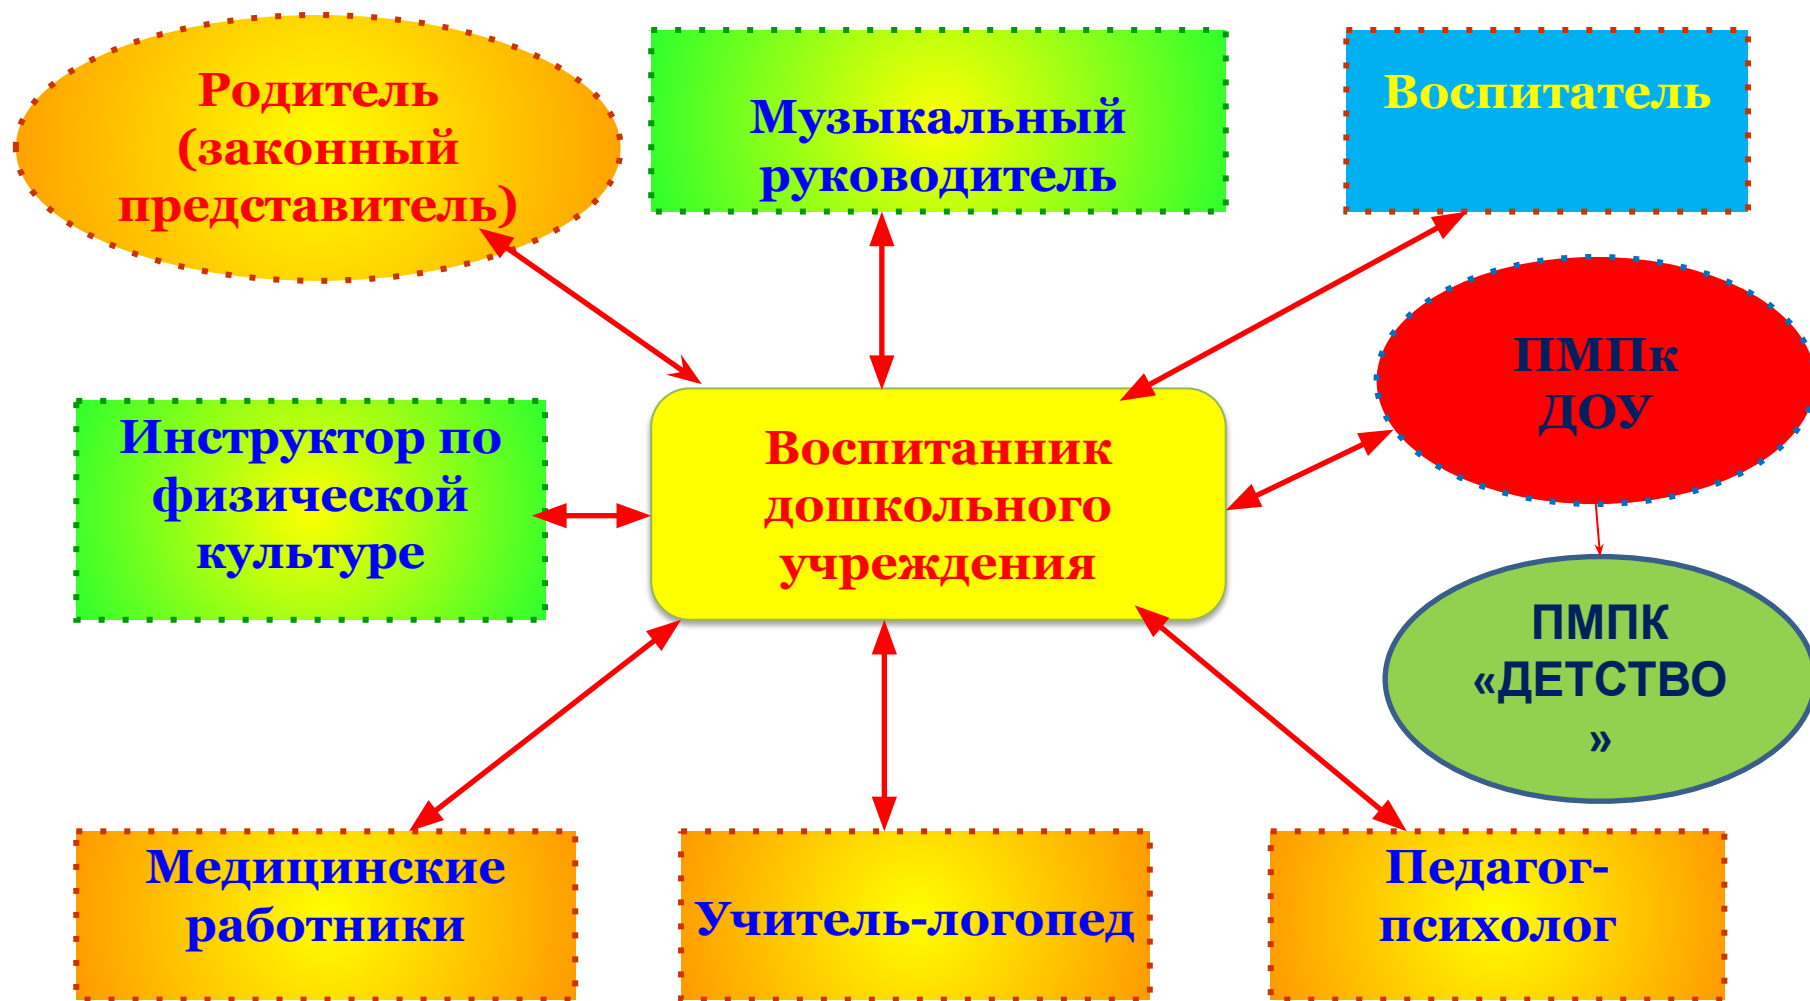 Родитель
(законный
представитель)
Музыкальный
руководитель
Воспитатель
ПМПк
ДОУ
Инструктор по
физической
культуре
Воспитанник
дошкольного
учреждения
ПМПК
«ДЕТСТВО
»
Медицинские
работники
Учитель-логопед
Педагог-
психолог